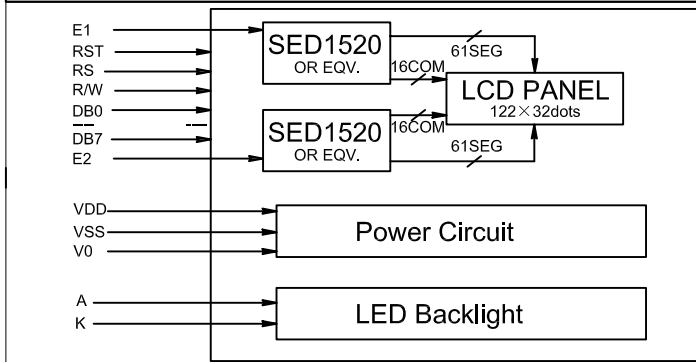 E1
RST
RS
R/W
DB0
DB7
E2
SED1520
OR EQV.
61SEG
16COM
LCD PANEL
122×32dots
SED1520
OR EQV.
16COM
61SEG
VDD
VSS
V0
Power Circuit
A
K
LED Backlight